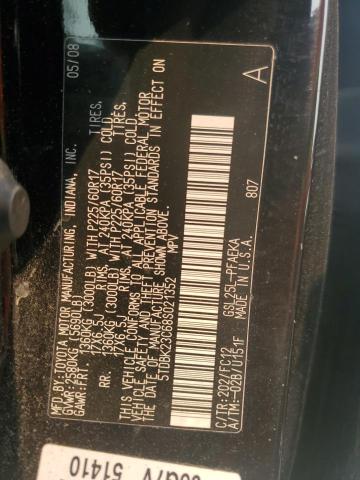 05/08
MFD.BY:TOYOTA MOTOR MANUFACTURING, INDIANA, INC.
GVWR:2580KG (5690LB)
GAWR:FRT. 1360KG (3000LB) WITH P225/60R17 TIRES,
17X6.5J RIMS, AT 240KPA (35PSI) COLD
RR. 1360KG (3000LB) WITH P225/60R17 TIRES,
17X6.5J RIMS, AT 240KPA (35PSI) COLD
THIS VEHICLE CONFORMS TO ALL APPLICABLE FEDERAL MOTOR
VEHICLE SAFETY AND THEFT PREVENTION STANDARDS IN EFFECT ON
THE DATE OF MANUFACTURE SHOWN ABOVE.
5TDBK23C68S021352 MPV
A
807
C/TR:202/FC12 GSL25L-PFAEKA
A/TM:-02A/U151F MADE IN U.S.A.
51410